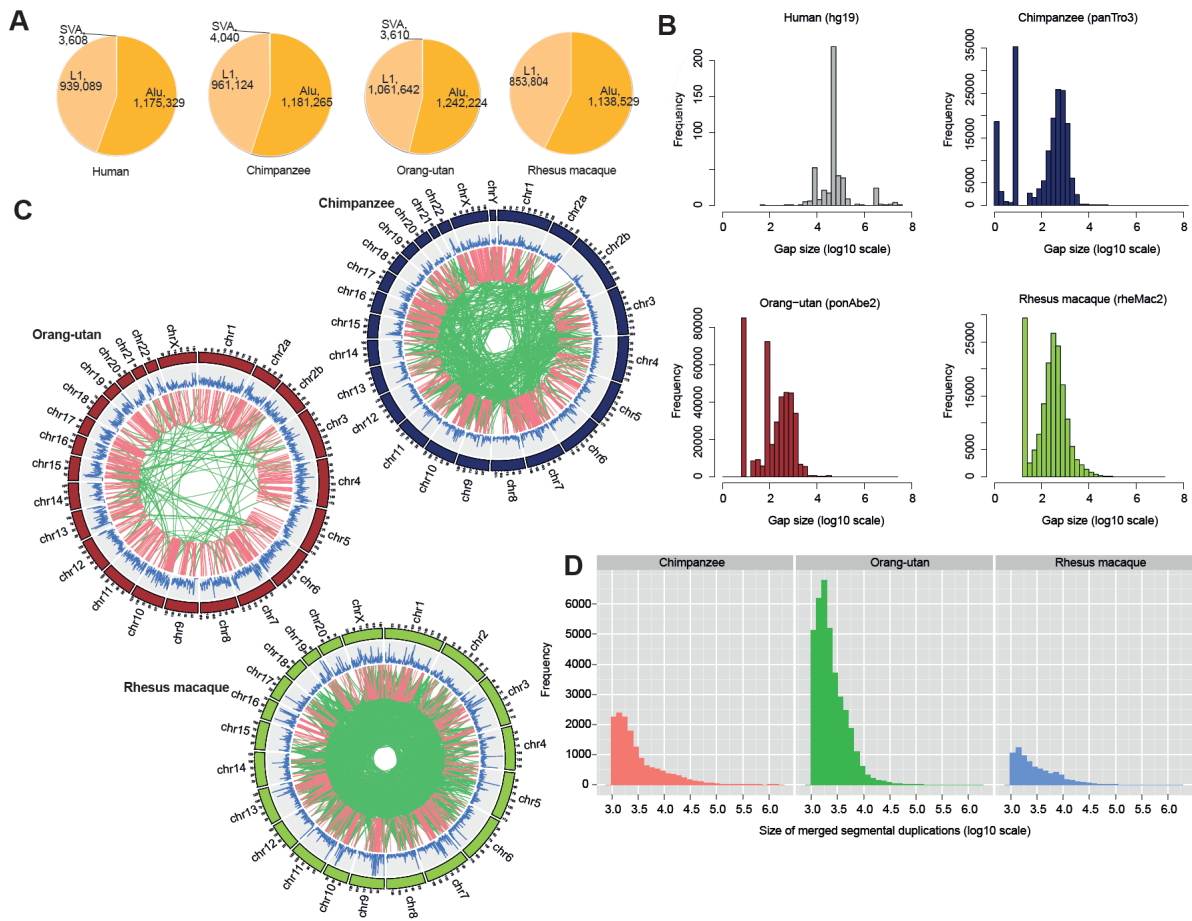 A
SVA,
3,608
L1,
939,089
Alu,
1,175,329
Human
SVA,
4,040
L1,
961,124
Alu,
1,181,265
Chimpanzee
SVA,
3,610
L1,
1,061,642
Alu,
1,242,224
Orang-utan
L1,
853,804
Alu,
1,138,529
Rhesus macaque
B
Human (hg19)
Frequency
0 50 100 150 200
0 2 4 6 8
Gap size (log10 scale)
Chimpanzee (panTro3)
Frequency
0 5000 15000 25000 35000
0 2 4 6 8
Gap size (log10 scale)
Orang−utan (ponAbe2)
Frequency
0 20000 40000 60000 80000
0 2 4 6 8
Gap size (log10 scale)
Rhesus macaque (rheMac2)
Frequency
0 5000 15000 25000
0 2 4 6 8
Gap size (log10 scale)
C
Chimpanzee
chr1
chr2a
chr2b
chr3
chr4
chr5
chr6
chr7
chr8
chr9
chr10
chr11
chr12
chr13
chr14
chr15
chr16
chr17
chr18
chr19
chr20
chr21
chr22
chrX
chrY
Orang-utan
chr1
chr2a
chr2b
chr3
chr4
chr5
chr6
chr7
chr8
chr9
chr10
chr11
chr12
chr13
chr14
chr15
chr16
chr17
chr18
chr19
chr20
chr21
chr22
chrX
Rhesus macaque
chr1
chr2
chr3
chr4
chr5
chr6
chr7
chr8
chr9
chr10
chr11
chr12
chr13
chr14
chr15
chr16
chr17
chr18
chr19
chr20
chrX
D
Chimpanzee
Orang-utan
Rhesus macaque
Frequency
6000
5000
4000
3000
2000
1000
0
3.0 3.5 4.0 4.5 5.0 5.5 6.0
3.0 3.5 4.0 4.5 5.0 5.5 6.0
3.0 3.5 4.0 4.5 5.0 5.5 6.0
Size of merged segmental duplications (log10 scale)